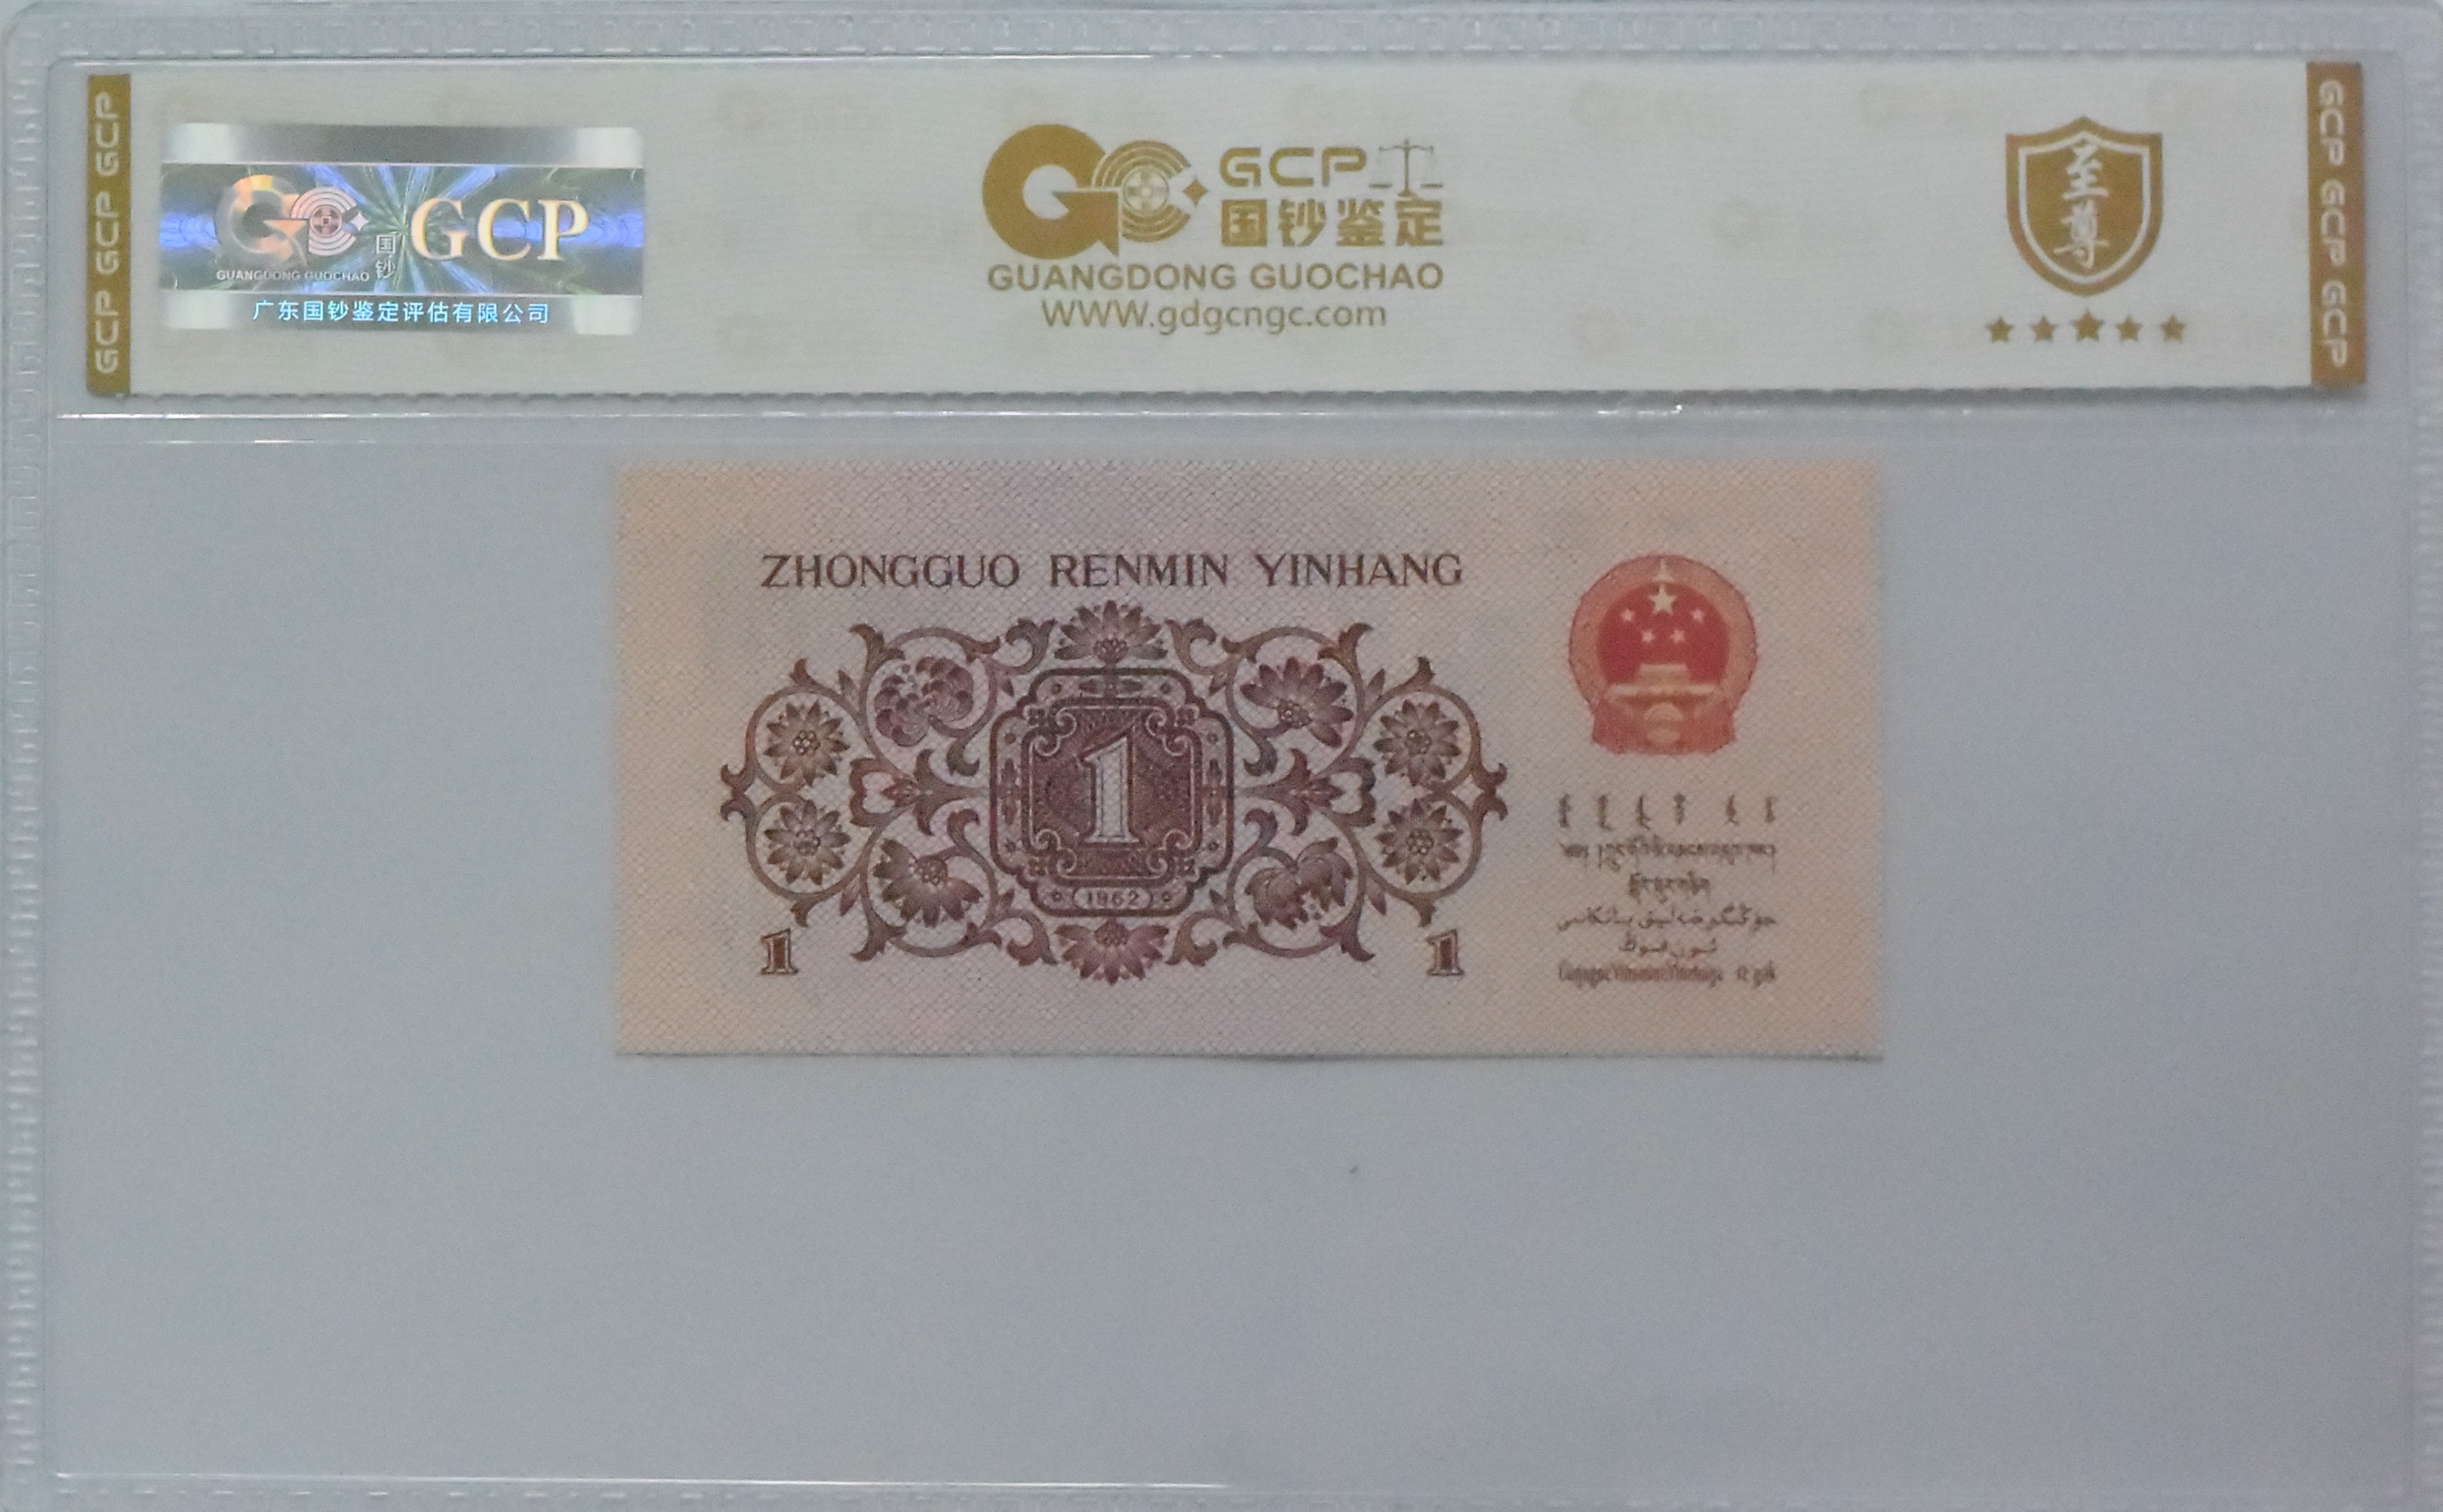 GCP GCP GCP
GUANGDONG GUOCHAO
国钞
GCP
广东国钞鉴定评估有限公司
GCP
国钞鉴定
GUANGDONG GUOCHAO
WWW.gdgcngc.com
至尊
GCP GCP GCP
ZHONGGUO RENMIN YINHANG
1
1962
1
1